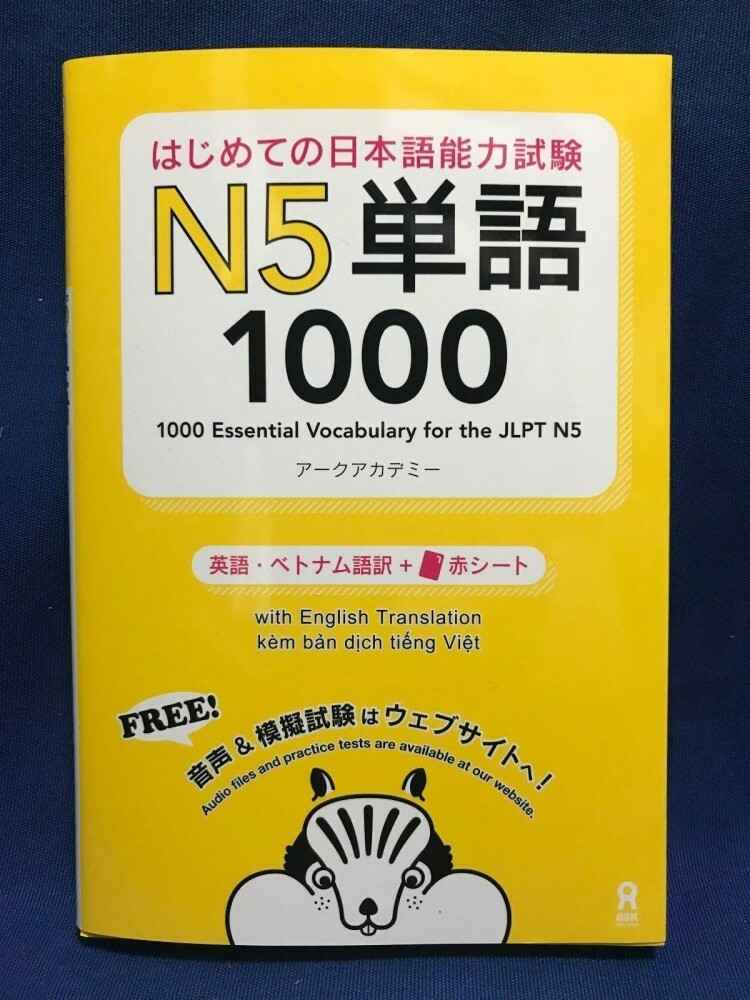 はじめての日本語能力試験
N5単語
1000
1000 Essential Vocabulary for the JLPT N5
アークアカデミー
英語・ベトナム語訳+赤シート
with English Translation
kèm bản dịch tiếng Việt
FREE!
音声&模擬試験はウェブサイトへ!
Audio files and practice tests are available at our website.
ask